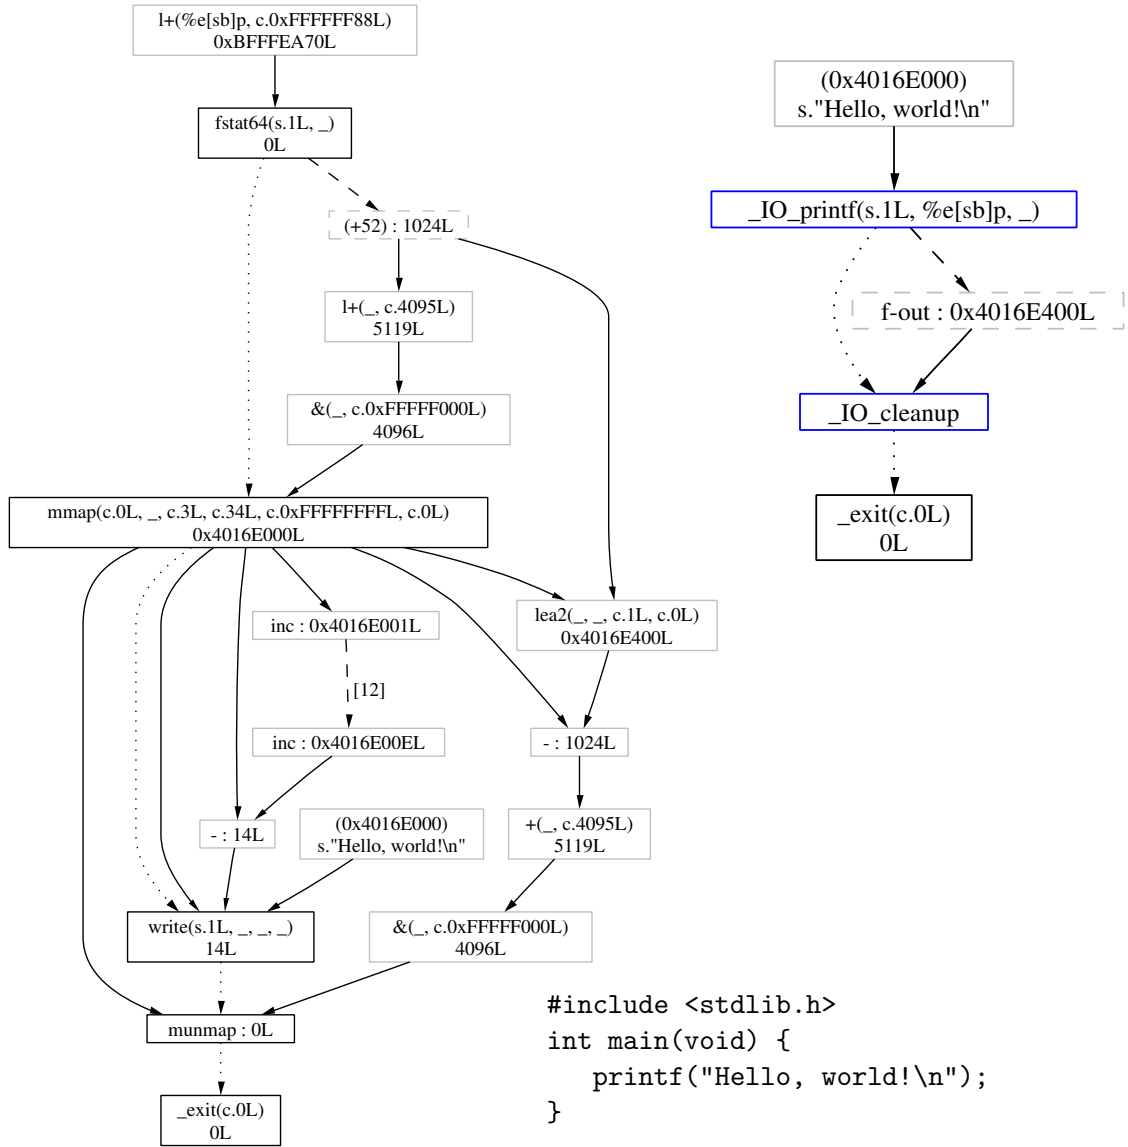 l+(%e[sb]p, c.0xFFFFFF88L)
0xBFFFEA70L
fstat64(s.1L, _)
0L
(+52) : 1024L
l+(_, c.4095L)
5119L
&(_, c.0xFFFFF000L)
4096L
mmap(c.0L, _, c.3L, c.34L, c.0xFFFFFFFFL, c.0L)
0x4016E000L
inc : 0x4016E001L
lea2(_, _, c.1L, c.0L)
0x4016E400L
[12]
inc : 0x4016E00EL
- : 1024L
- : 14L
(0x4016E000)
s."Hello, world!\n"
+(_, c.4095L)
5119L
write(s.1L, _, _, _)
14L
&(_, c.0xFFFFF000L)
4096L
munmap : 0L
_exit(c.0L)
0L
(0x4016E000)
s."Hello, world!\n"
_IO_printf(s.1L, %e[sb]p, _)
f-out : 0x4016E400L
_IO_cleanup
_exit(c.0L)
0L
#include <stdlib.h>
int main(void) {
   printf("Hello, world!\n");
}